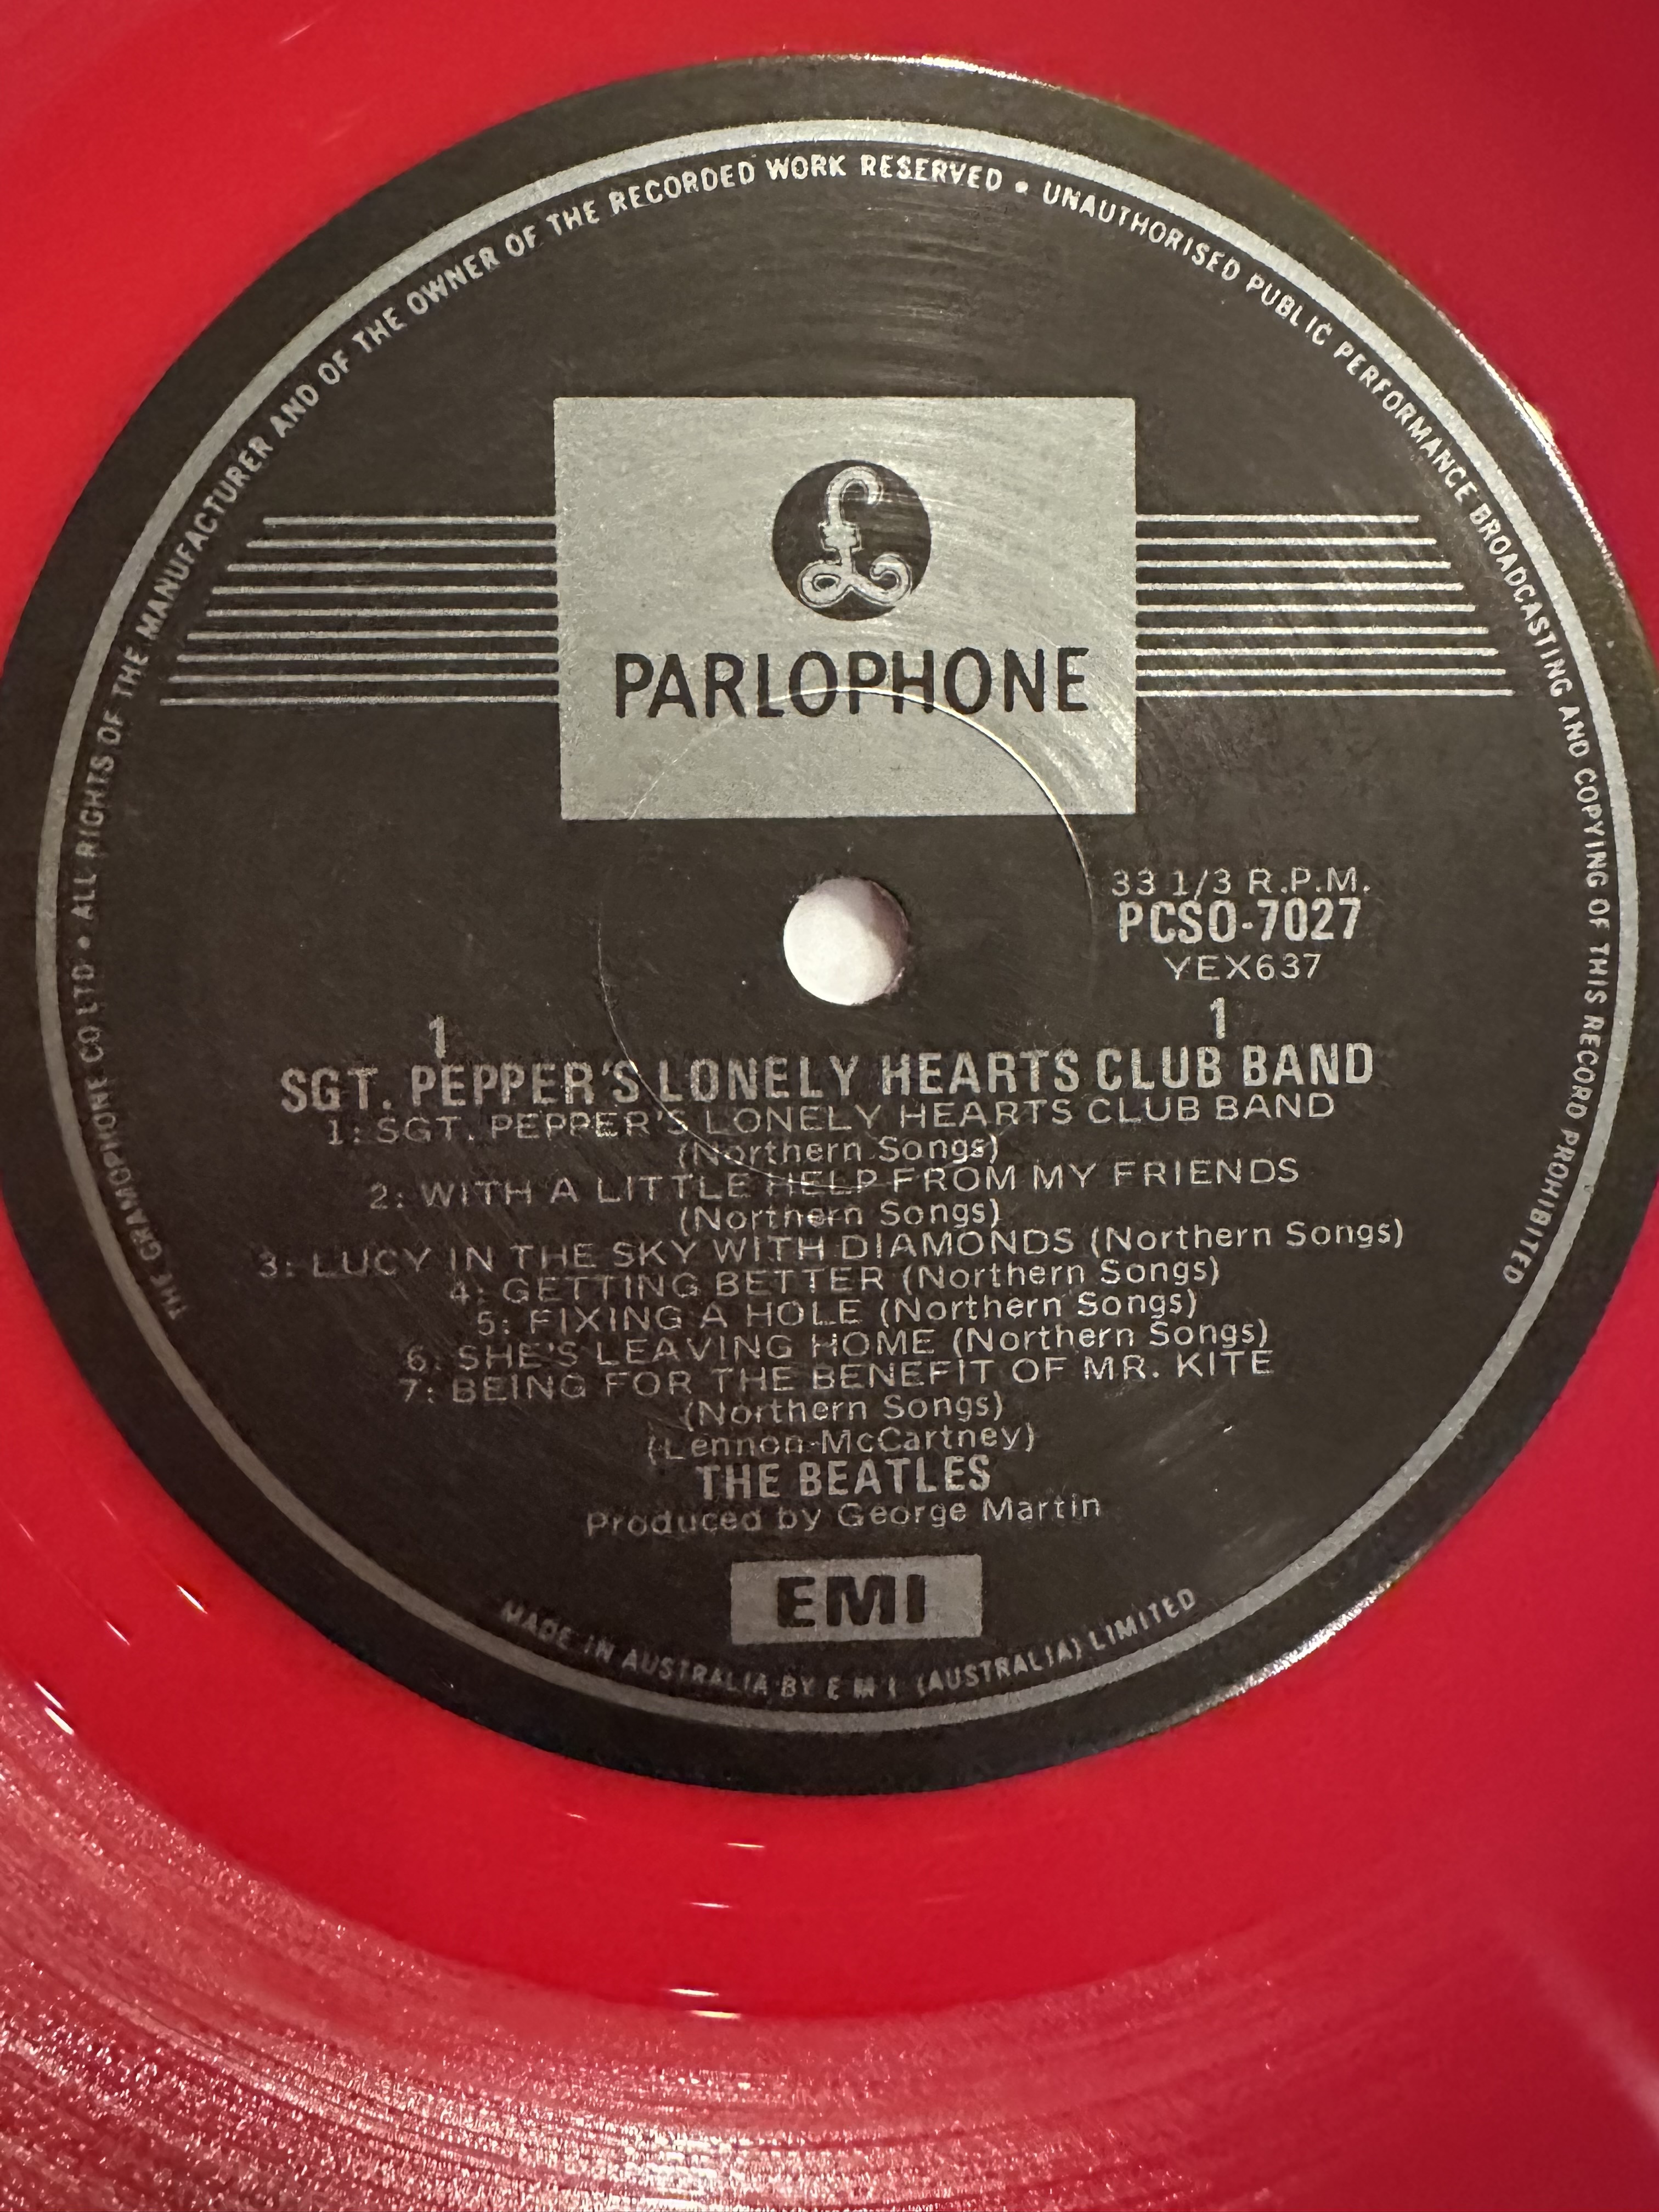 THE GRAMOPHONE CO LTD • ALL RIGHTS OF THE MANUFACTURER AND OF THE OWNER OF THE RECORDED WORK RESERVED • UNAUTHORISED PUBLIC PERFORMANCE BROADCASTING AND COPYING OF THIS RECORD PROHIBITED
£
PARLOPHONE
33 1/3 R.P.M.
PCSO-7027
YEX637
1 1
SGT. PEPPER'S LONELY HEARTS CLUB BAND
1: SGT. PEPPER'S LONELY HEARTS CLUB BAND
(Northern Songs)
2: WITH A LITTLE HELP FROM MY FRIENDS
(Northern Songs)
3: LUCY IN THE SKY WITH DIAMONDS (Northern Songs)
4: GETTING BETTER (Northern Songs)
5: FIXING A HOLE (Northern Songs)
6: SHE'S LEAVING HOME (Northern Songs)
7: BEING FOR THE BENEFIT OF MR. KITE
(Northern Songs)
(Lennon-McCartney)
THE BEATLES
Produced by George Martin
EMI
MADE IN AUSTRALIA BY E M I (AUSTRALIA) LIMITED